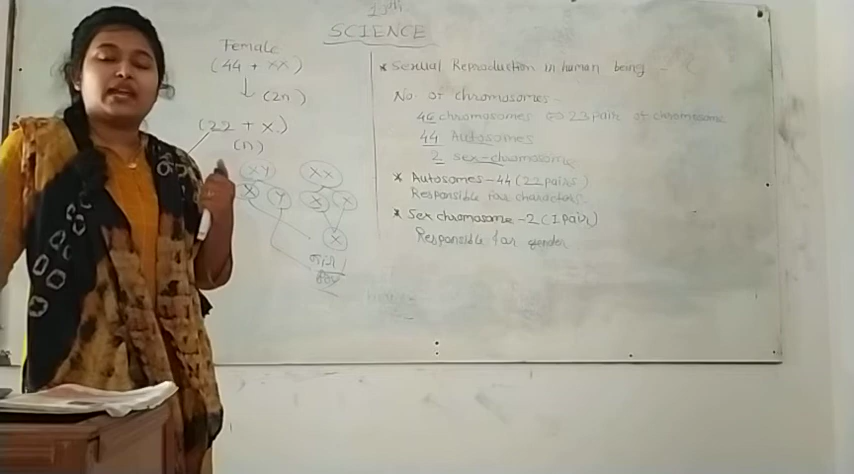 10th
SCIENCE
Female
(44 + XX)
(2n)
(22 + X)
(n)
XY
XX
X
Y
X
X
X
* Sexual Reproduction in human being -
No of chromosomes -
46 chromosomes 23 pair of chromosome
44 Autosomes
2 sex-chromosome
* Autosomes - 44 (22 pairs)
Responsible for characters.
* Sex chromosome - 2 (1 pair)
Responsible for gender